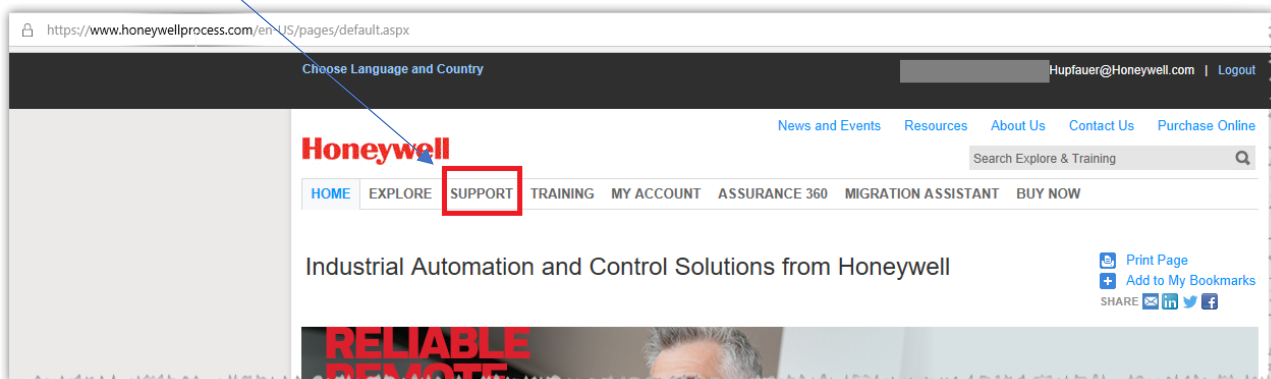 https://www.honeywellprocess.com/en-US/pages/default.aspx
Choose Language and Country
Hupfauer@Honeywell.com | Logout
News and Events Resources About Us Contact Us Purchase Online
Honeywell
Search Explore & Training
HOME EXPLORE SUPPORT TRAINING MY ACCOUNT ASSURANCE 360 MIGRATION ASSISTANT BUY NOW
Industrial Automation and Control Solutions from Honeywell
Print Page
Add to My Bookmarks
SHARE
RELIABLE
REMOTE